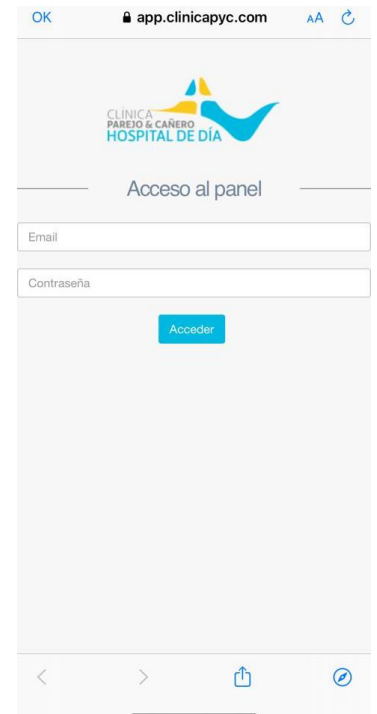 OK app.clinicapyc.com AA
CLÍNICA
PAREJO & CAÑERO
HOSPITAL DE DÍA
Acceso al panel
Email
Contraseña
Acceder